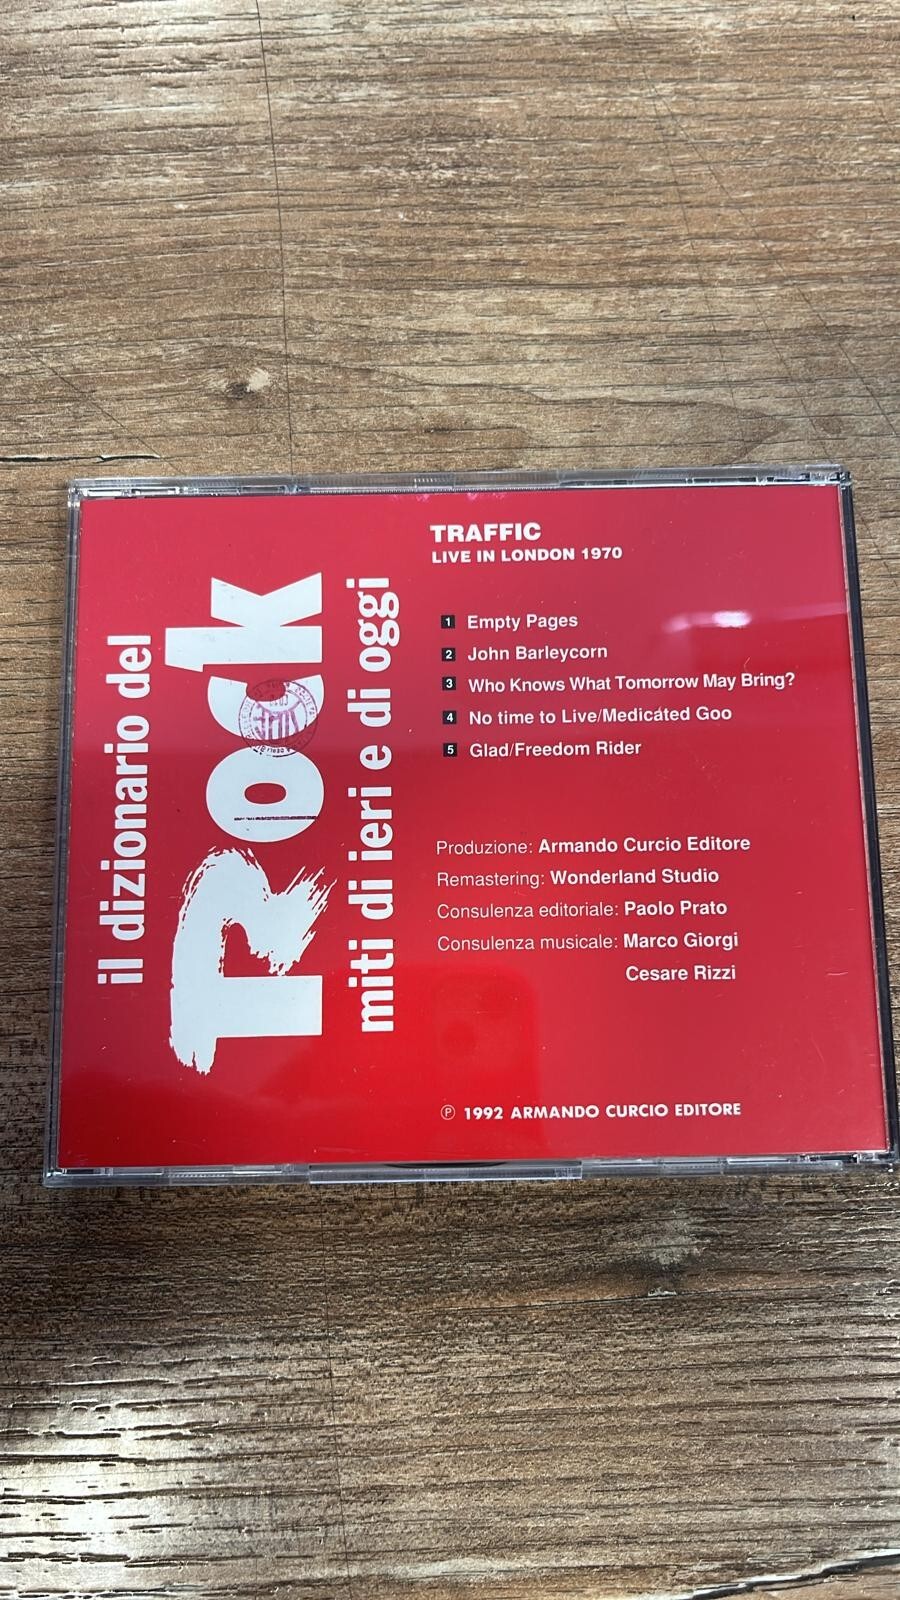 il dizionario del
Rock
miti di ieri e di oggi
TRAFFIC
LIVE IN LONDON 1970
1 Empty Pages
2 John Barleycorn
3 Who Knows What Tomorrow May Bring?
4 No time to Live/Medicated Goo
5 Glad/Freedom Rider
Produzione: Armando Curcio Editore
Remastering: Wonderland Studio
Consulenza editoriale: Paolo Prato
Consulenza musicale: Marco Giorgi
Cesare Rizzi
Ⓟ 1992 ARMANDO CURCIO EDITORE